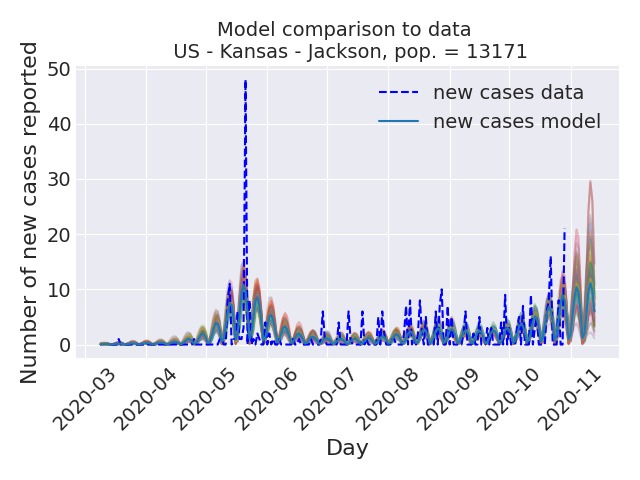 Model comparison to data
US - Kansas - Jackson, pop. = 13171
Number of new cases reported
50
40
30
20
10
0
new cases data
new cases model
2020-03
2020-04
2020-05
2020-06
2020-07
2020-08
2020-09
2020-10
2020-11
Day